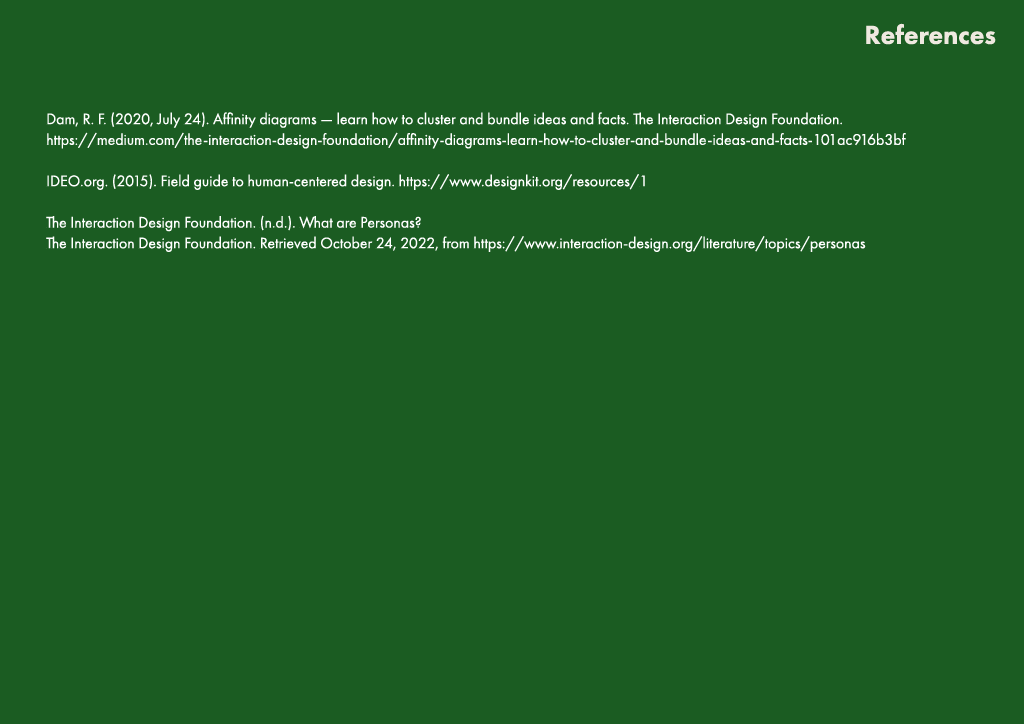 References
Dam, R. F. (2020, July 24). Affinity diagrams — learn how to cluster and bundle ideas and facts. The Interaction Design Foundation.
https://medium.com/the-interaction-design-foundation/affinity-diagrams-learn-how-to-cluster-and-bundle-ideas-and-facts-101ac916b3bf
IDEO.org. (2015). Field guide to human-centered design. https://www.designkit.org/resources/1
The Interaction Design Foundation. (n.d.). What are Personas?
The Interaction Design Foundation. Retrieved October 24, 2022, from https://www.interaction-design.org/literature/topics/personas